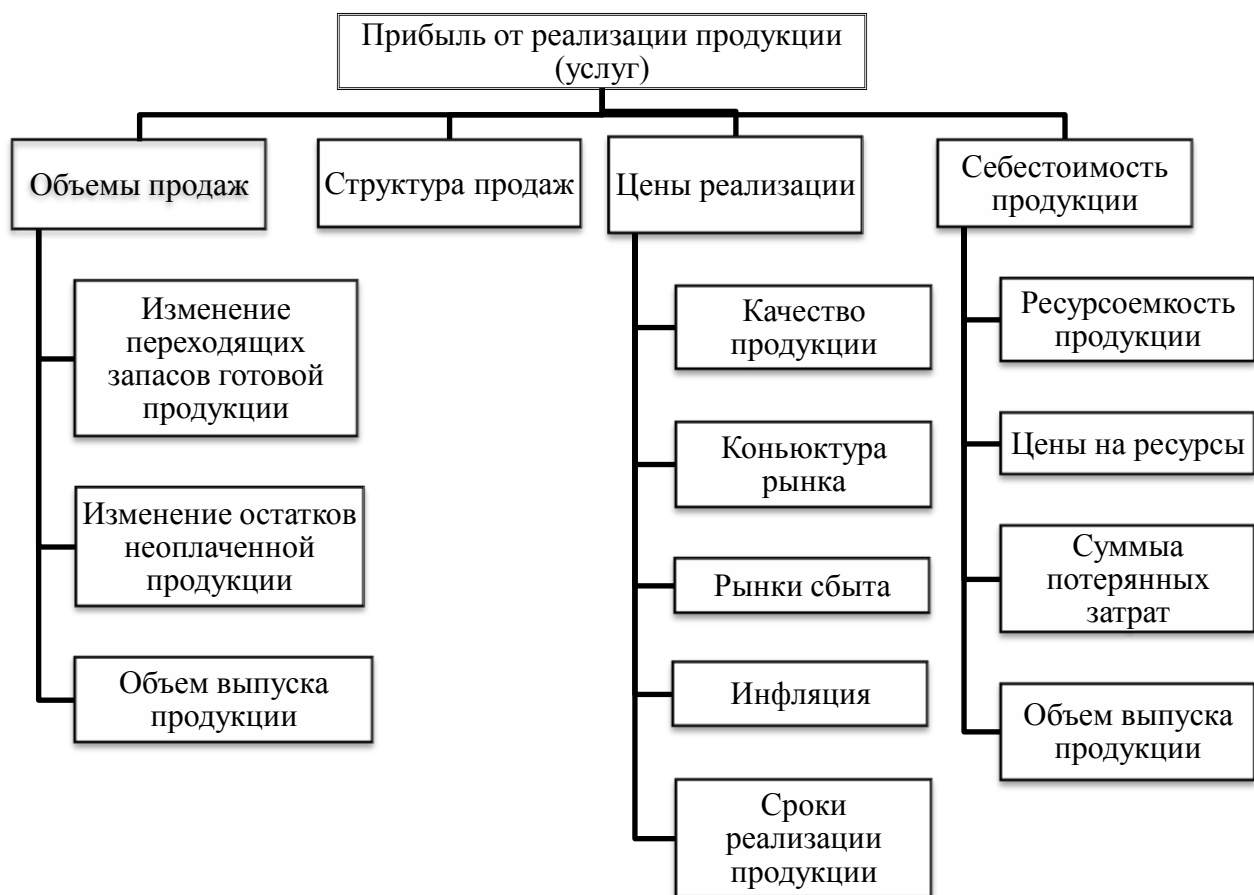 Прибыль от реализации продукции
(услуг)
Объемы продаж
Структура продаж
Цены реализации
Себестоимость
продукции
Изменение
переходящих
запасов готовой
продукции
Изменение остатков
неоплаченной
продукции
Объем выпуска
продукции
Качество
продукции
Коньюктура
рынка
Рынки сбыта
Инфляция
Сроки
реализации
продукции
Ресурсоемкость
продукции
Цены на ресурсы
Суммыа
потерянных
затрат
Объем выпуска
продукции